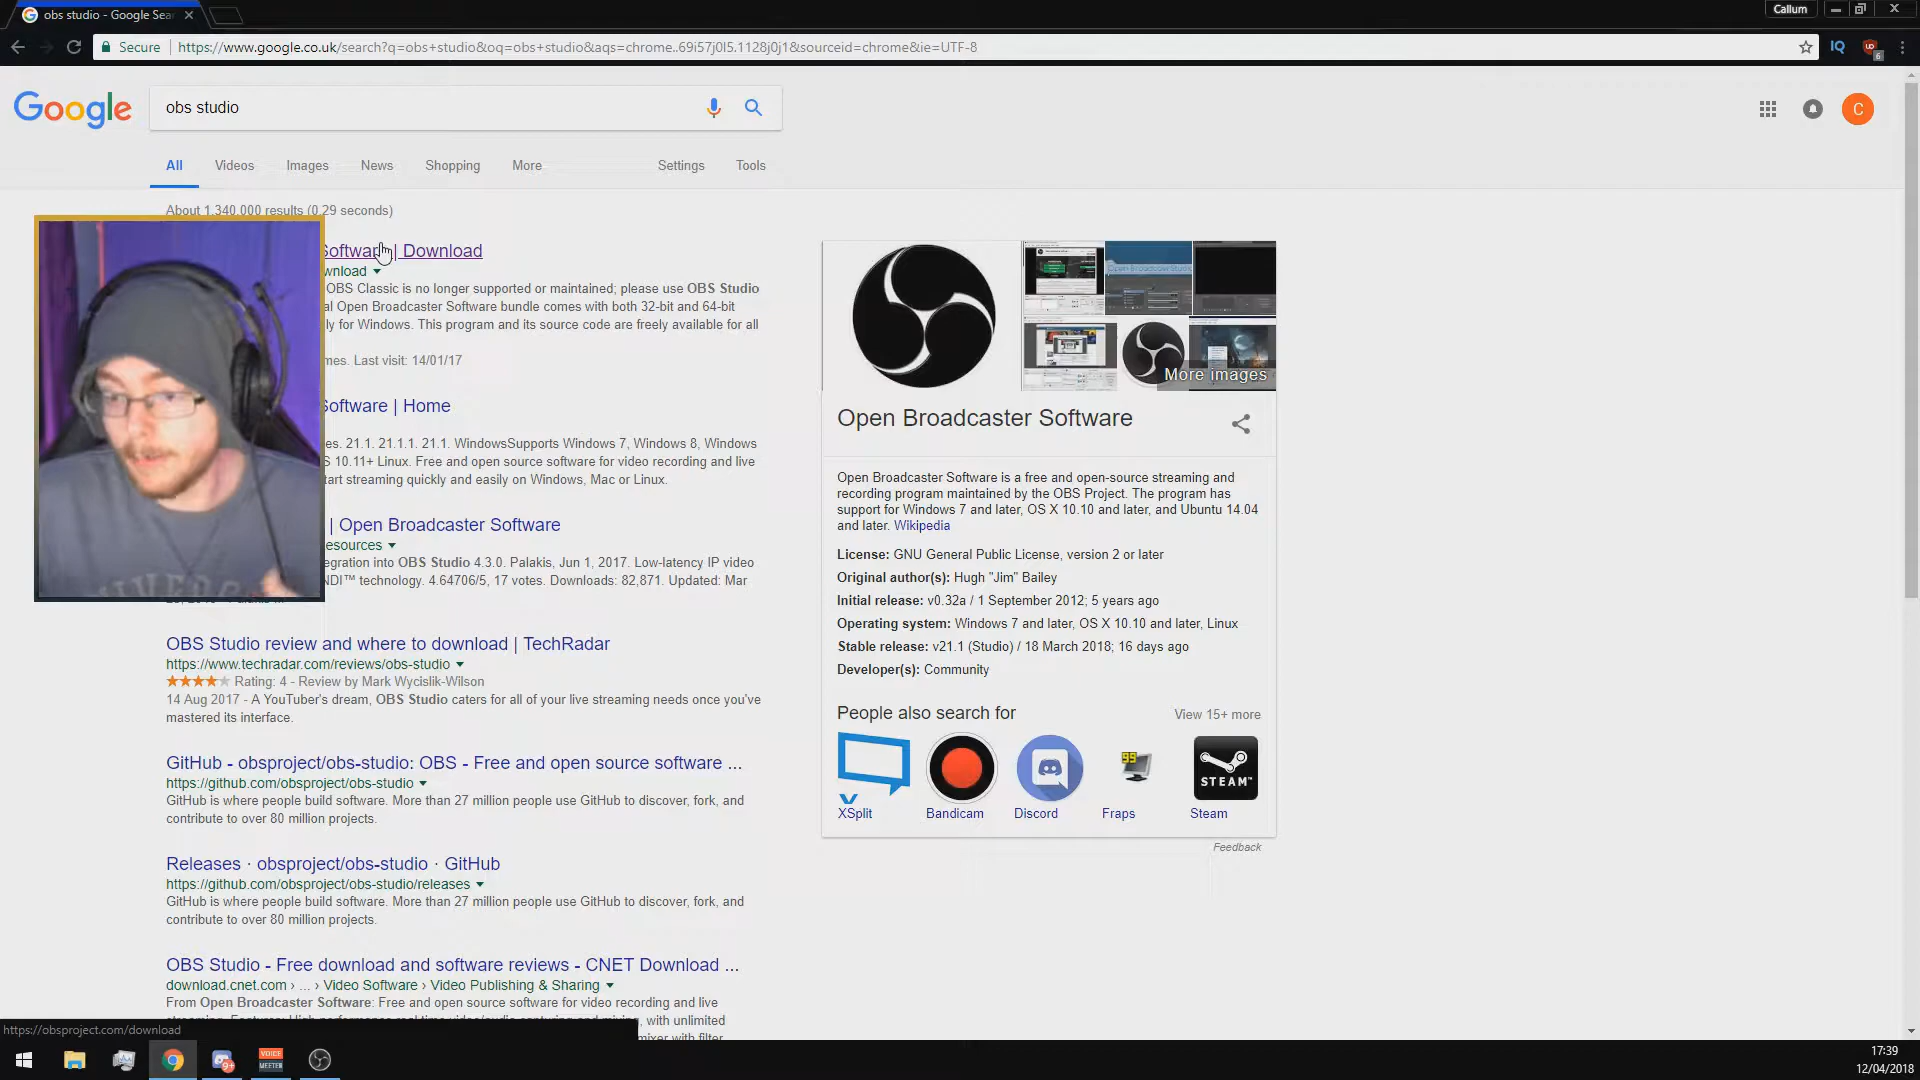 obs studio - Google Sea
Callum
Secure | https://www.google.co.uk/search?q=obs+studio&oq=obs+studio&aqs=chrome..69i57j0l5.1128j0j1&sourceid=chrome&ie=UTF-8
IQ
6
Google
obs studio
C
All Videos Images News Shopping More Settings Tools
About 1,340,000 results (0.29 seconds)
Software | Download
wnload
OBS Classic is no longer supported or maintained; please use OBS Studio
al Open Broadcaster Software bundle comes with both 32-bit and 64-bit
ly for Windows. This program and its source code are freely available for all
mes. Last visit: 14/01/17
Software | Home
es. 21.1. 21.1.1. 21.1. WindowsSupports Windows 7, Windows 8, Windows
S 10.11+ Linux. Free and open source software for video recording and live
tart streaming quickly and easily on Windows, Mac or Linux.
| Open Broadcaster Software
esources
egration into OBS Studio 4.3.0. Palakis, Jun 1, 2017. Low-latency IP video
NDI™ technology. 4.64706/5, 17 votes. Downloads: 82,871. Updated: Mar
OBS Studio review and where to download | TechRadar
https://www.techradar.com/reviews/obs-studio
Rating: 4 - Review by Mark Wycislik-Wilson
14 Aug 2017 - A YouTuber's dream, OBS Studio caters for all of your live streaming needs once you've
mastered its interface.
GitHub - obsproject/obs-studio: OBS - Free and open source software ...
https://github.com/obsproject/obs-studio
GitHub is where people build software. More than 27 million people use GitHub to discover, fork, and
contribute to over 80 million projects.
Releases · obsproject/obs-studio · GitHub
https://github.com/obsproject/obs-studio/releases
GitHub is where people build software. More than 27 million people use GitHub to discover, fork, and
contribute to over 80 million projects.
OBS Studio - Free download and software reviews - CNET Download ...
download.cnet.com › ... › Video Software › Video Publishing & Sharing
From Open Broadcaster Software: Free and open source software for video recording and live
with unlimited
mixer with filter
https://obsproject.com/download
More images
Open Broadcaster Software
Open Broadcaster Software is a free and open-source streaming and
recording program maintained by the OBS Project. The program has
support for Windows 7 and later, OS X 10.10 and later, and Ubuntu 14.04
and later. Wikipedia
License: GNU General Public License, version 2 or later
Original author(s): Hugh "Jim" Bailey
Initial release: v0.32a / 1 September 2012; 5 years ago
Operating system: Windows 7 and later, OS X 10.10 and later, Linux
Stable release: v21.1 (Studio) / 18 March 2018; 16 days ago
Developer(s): Community
People also search for View 15+ more
99
STEAM™
XSplit Bandicam Discord Fraps Steam
Feedback
9+
VOICE
MEETER
17:39
12/04/2018